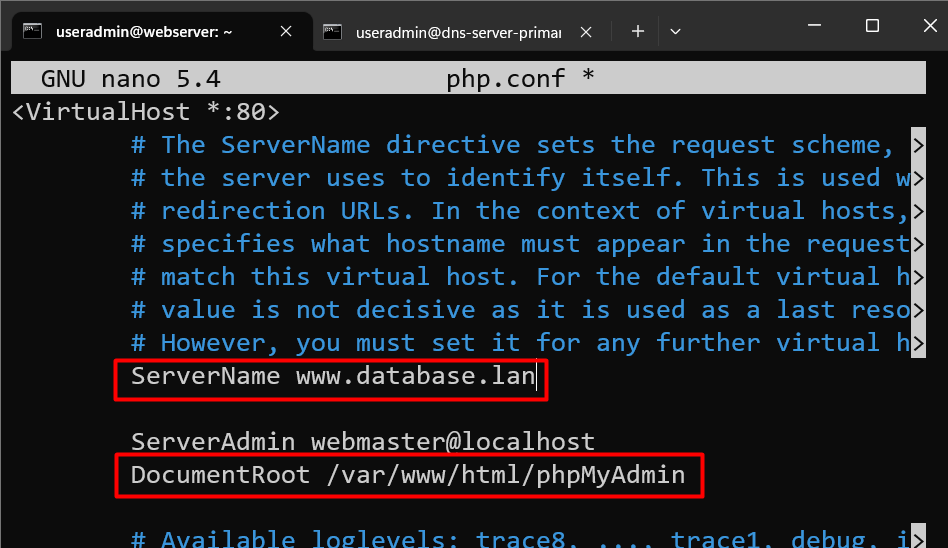 useradmin@webserver: ~
useradmin@dns-server-primar
GNU nano 5.4 php.conf *
<VirtualHost *:80>
# The ServerName directive sets the request scheme, >
# the server uses to identify itself. This is used w>
# redirection URLs. In the context of virtual hosts,>
# specifies what hostname must appear in the request>
# match this virtual host. For the default virtual h>
# value is not decisive as it is used as a last reso>
# However, you must set it for any further virtual h>
ServerName www.database.lan
ServerAdmin webmaster@localhost
DocumentRoot /var/www/html/phpMyAdmin
# Available loglevels: trace8, ..., trace1, debug, i>